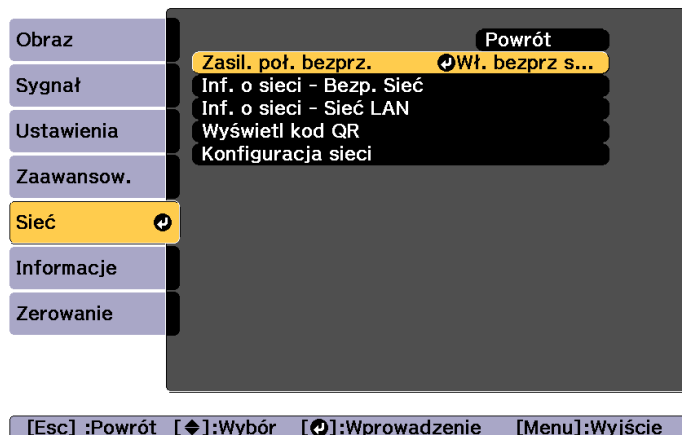 Obraz
Sygnał
Ustawienia
Zaawansow.
Sieć
Informacje
Zerowanie
Powrót
Zasil. poł. bezprz. Wł. bezprz s...
Inf. o sieci - Bezp. Sieć
Inf. o sieci - Sieć LAN
Wyświetl kod QR
Konfiguracja sieci
[Esc] :Powrót [◆]:Wybór [↵]:Wprowadzenie [Menu]:Wyjście